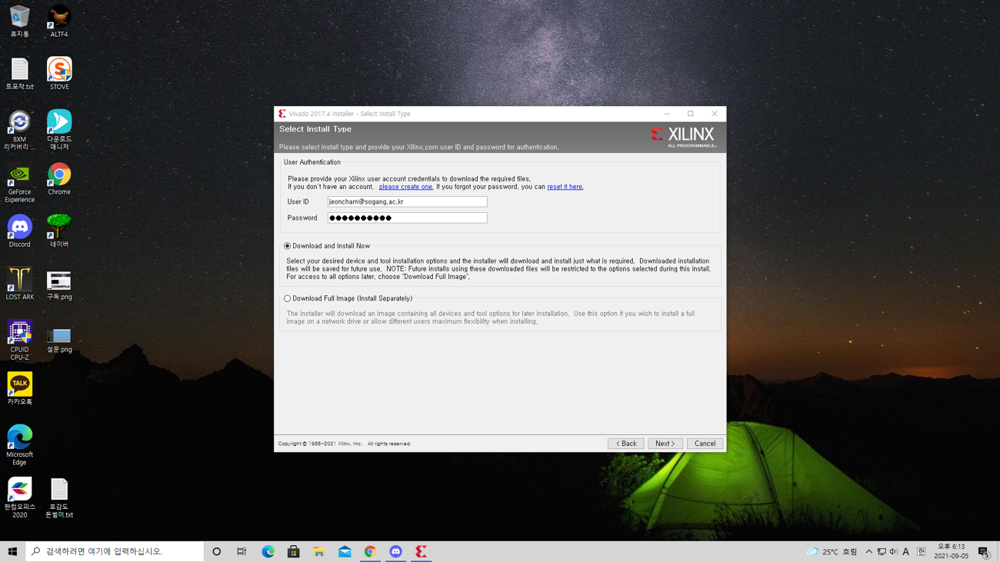 휴지통
ALTF4
트포작.txt
STOVE
BXM
리커버리 ...
다운로드
매니저
GeForce
Experience
Chrome
Discord
네이버
LOST ARK
구독.png
CPUID
CPU-Z
설문.png
TALK
카카오톡
Microsoft
Edge
한컴오피스
2020
호감도
돈벌이.txt
Vivado 2017.4 Installer - Select Install Type
Select Install Type
Please select install type and provide your Xilinx.com user ID and password for authentication.
XILINX
ALL PROGRAMMABLE.
User Authentication
Please provide your Xilinx user account credentials to download the required files.
If you don't have an account, please create one. If you forgot your password, you can reset it here.
User ID
jeoncharn@sogang.ac.kr
Password
●●●●●●●●●●
Download and Install Now
Select your desired device and tool installation options and the installer will download and install just what is required. Downloaded installation
files will be saved for future use. NOTE: Future installs using these downloaded files will be restricted to the options selected during this install.
For access to all options later, choose "Download Full Image".
Download Full Image (Install Separately)
The installer will download an image containing all devices and tool options for later installation. Use this option if you wish to install a full
image on a network drive or allow different users maximum flexibility when installing.
Copyright © 1986-2021 Xilinx, Inc. All rights reserved.
< Back
Next >
Cancel
검색하려면 여기에 입력하십시오.
25°C 흐림
A
한
오후 6:13
2021-09-05
5